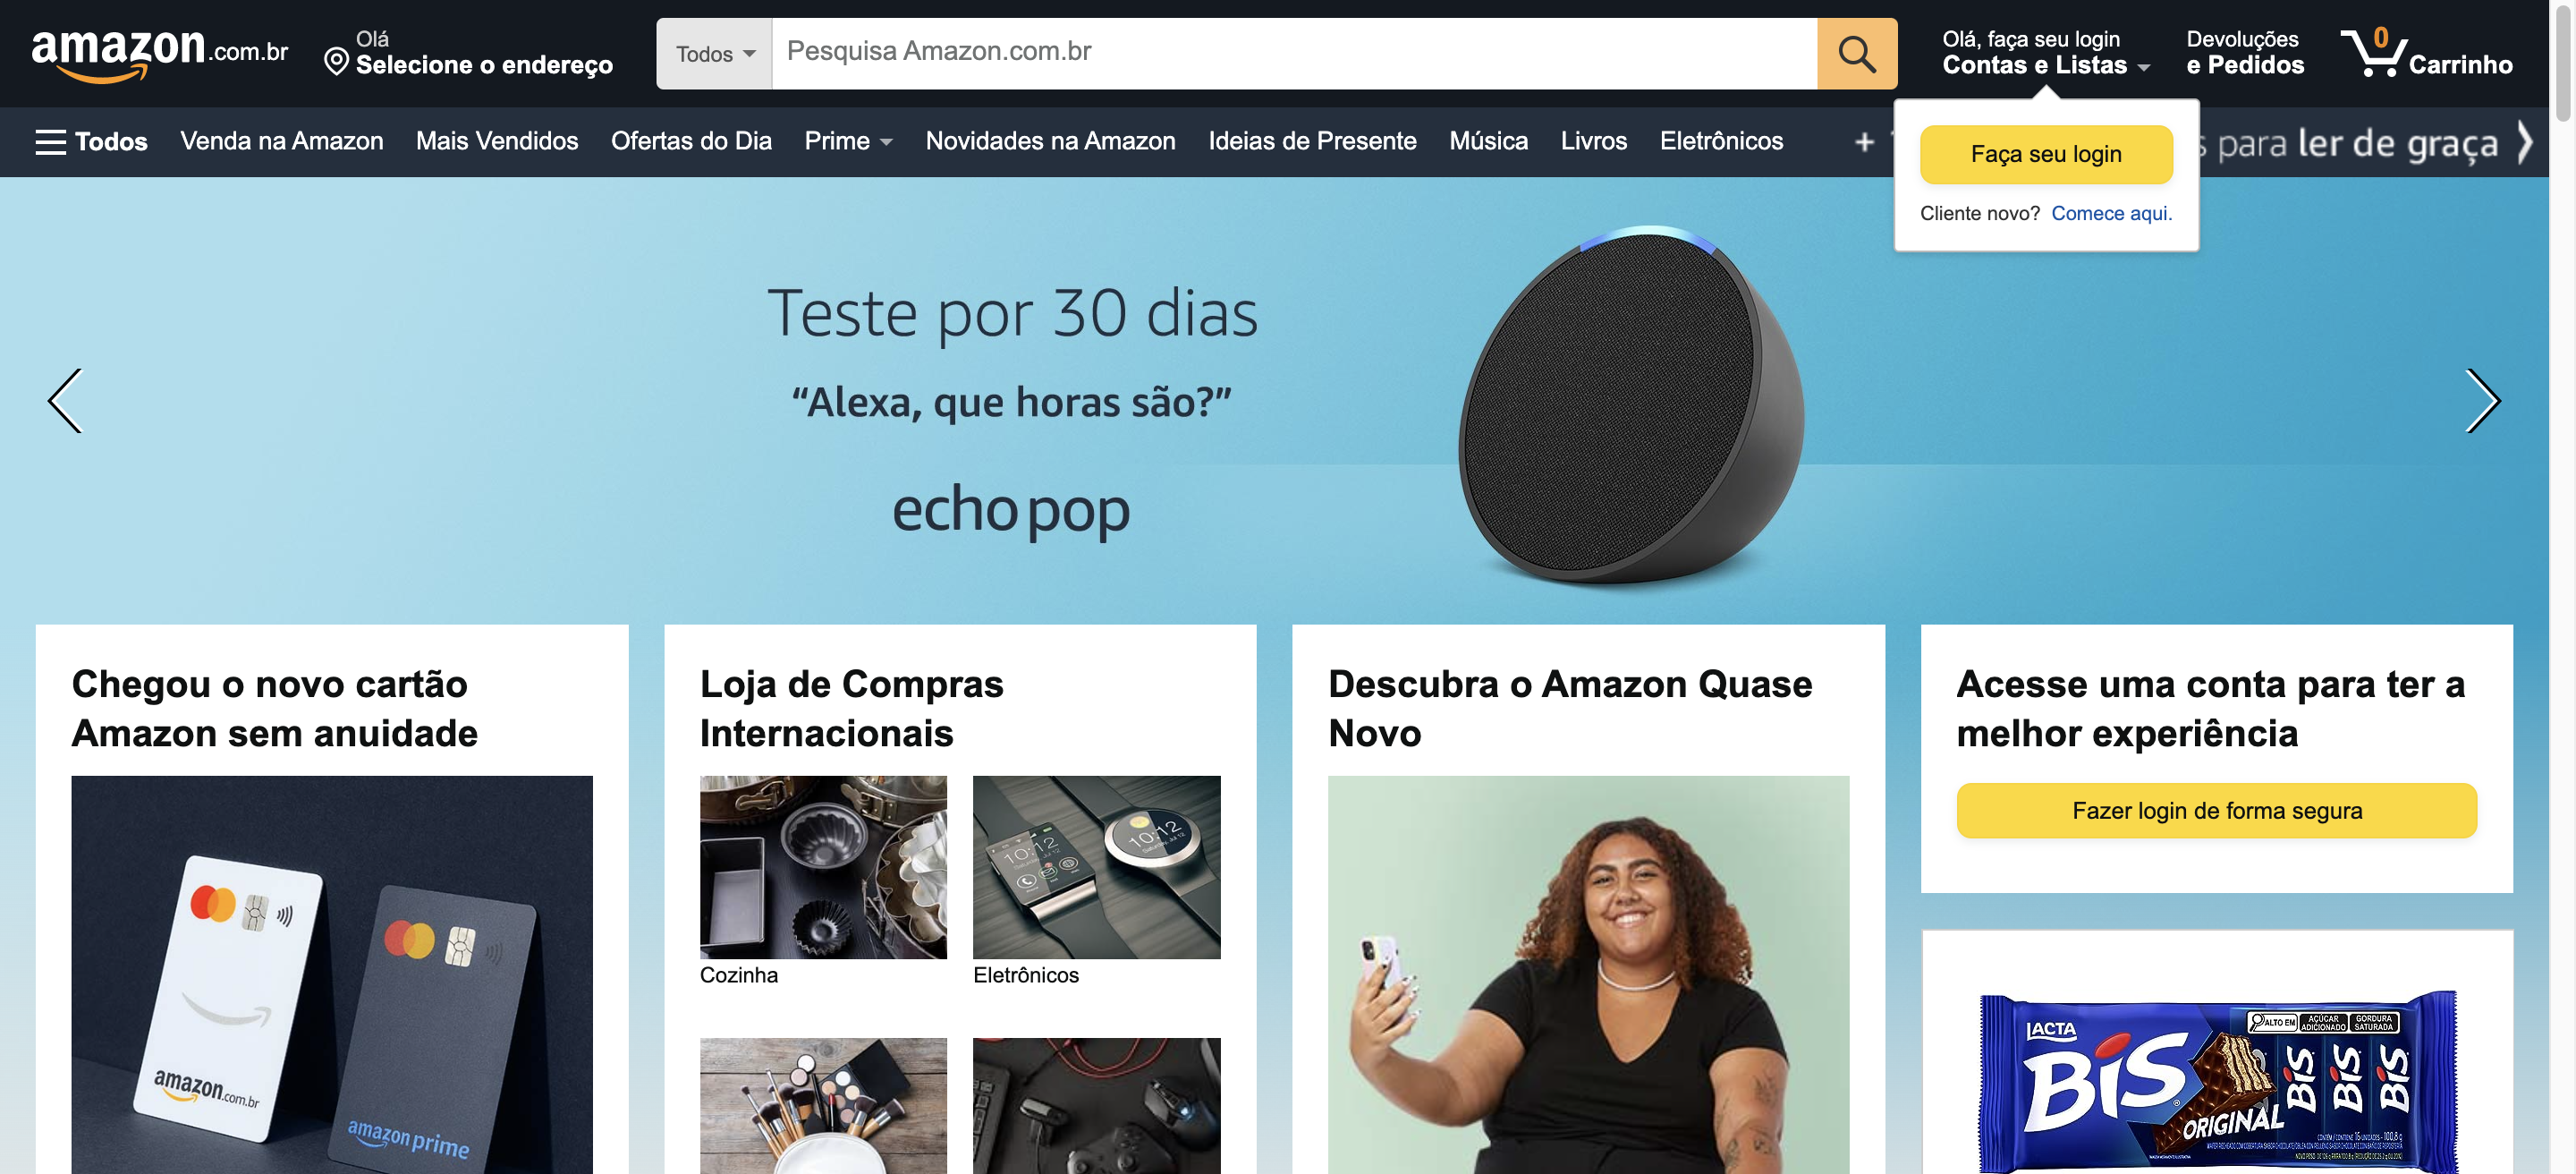 amazon.com.br
Olá
Selecione o endereço
Todos
Pesquisa Amazon.com.br
Olá, faça seu login
Contas e Listas
Devoluções
e Pedidos
0
Carrinho
Todos
Venda na Amazon
Mais Vendidos
Ofertas do Dia
Prime
Novidades na Amazon
Ideias de Presente
Música
Livros
Eletrônicos
+
para ler de graça
Faça seu login
Cliente novo? Comece aqui.
Teste por 30 dias
“Alexa, que horas são?”
echo pop
Chegou o novo cartão
Amazon sem anuidade
amazon.com.br
amazon prime
Loja de Compras
Internacionais
10:12
10:12
Cozinha
Eletrônicos
Descubra o Amazon Quase
Novo
Acesse uma conta para ter a
melhor experiência
Fazer login de forma segura
LACTA
BIS
ORIGINAL
ALTO EM
AÇÚCAR
ADICIONADO
GORDURA
SATURADA
BIS
BIS
BIS